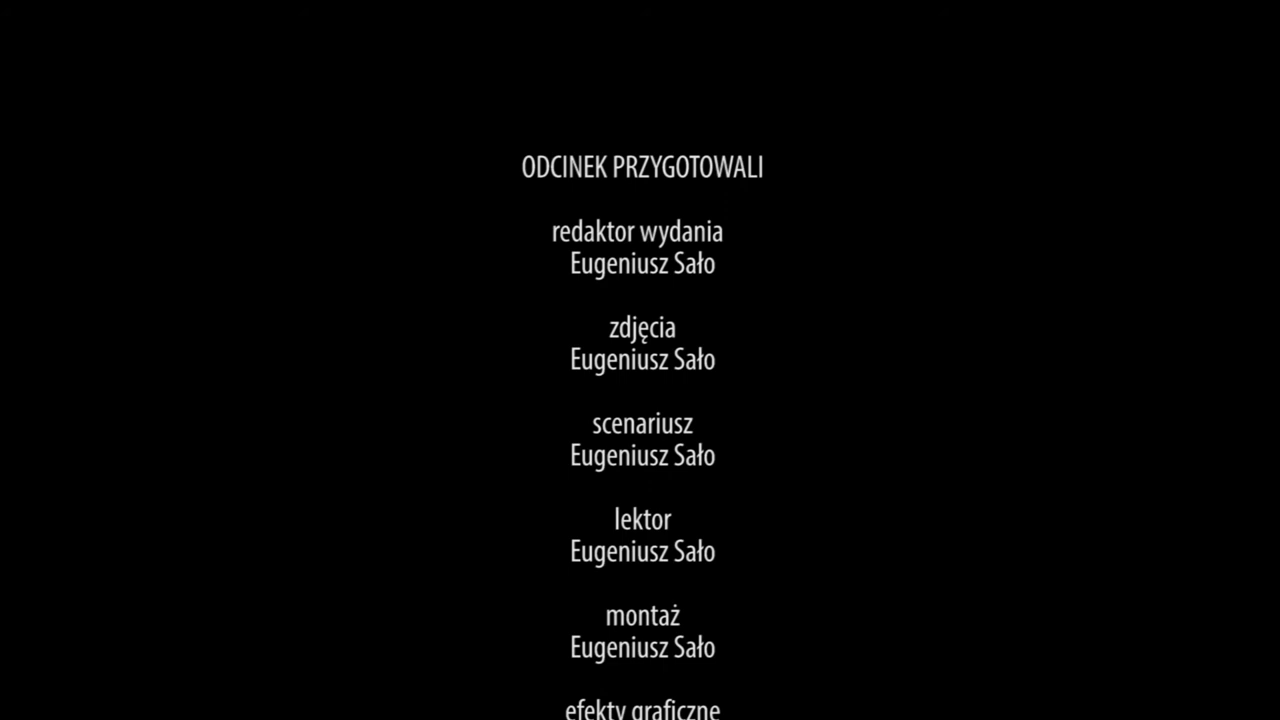 ODCINEK PRZYGOTOWALI
redaktor wydania
Eugeniusz Sało
zdjęcia
Eugeniusz Sało
scenariusz
Eugeniusz Sało
lektor
Eugeniusz Sało
montaż
Eugeniusz Sało
efekty graficzne